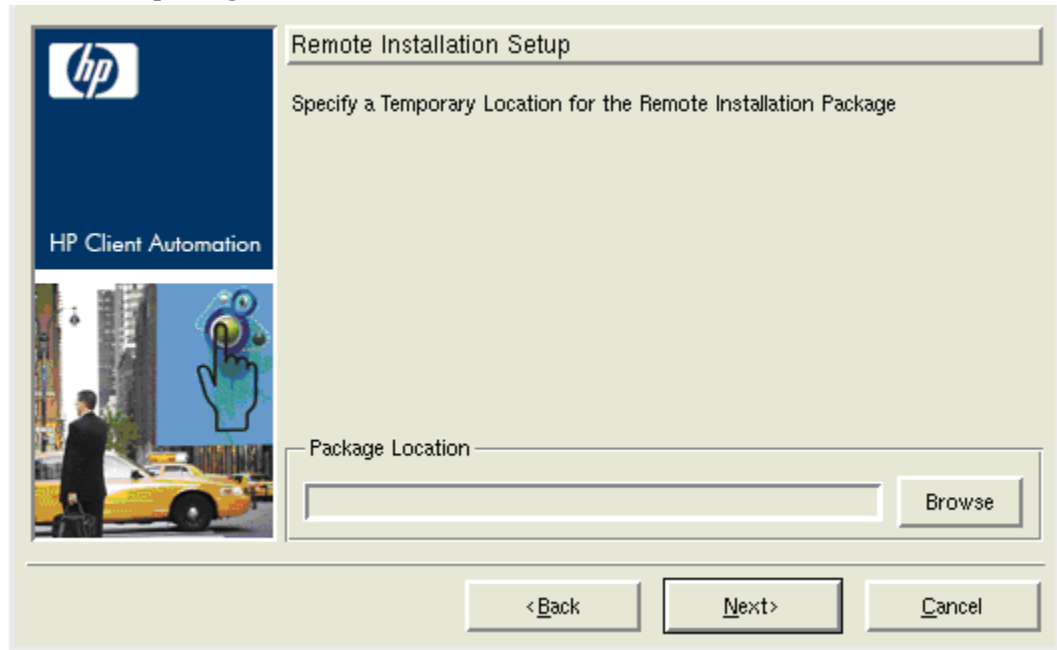 hp
Remote Installation Setup
Specify a Temporary Location for the Remote Installation Package
HP Client Automation
Package Location
Browse
<Back
Next>
Cancel